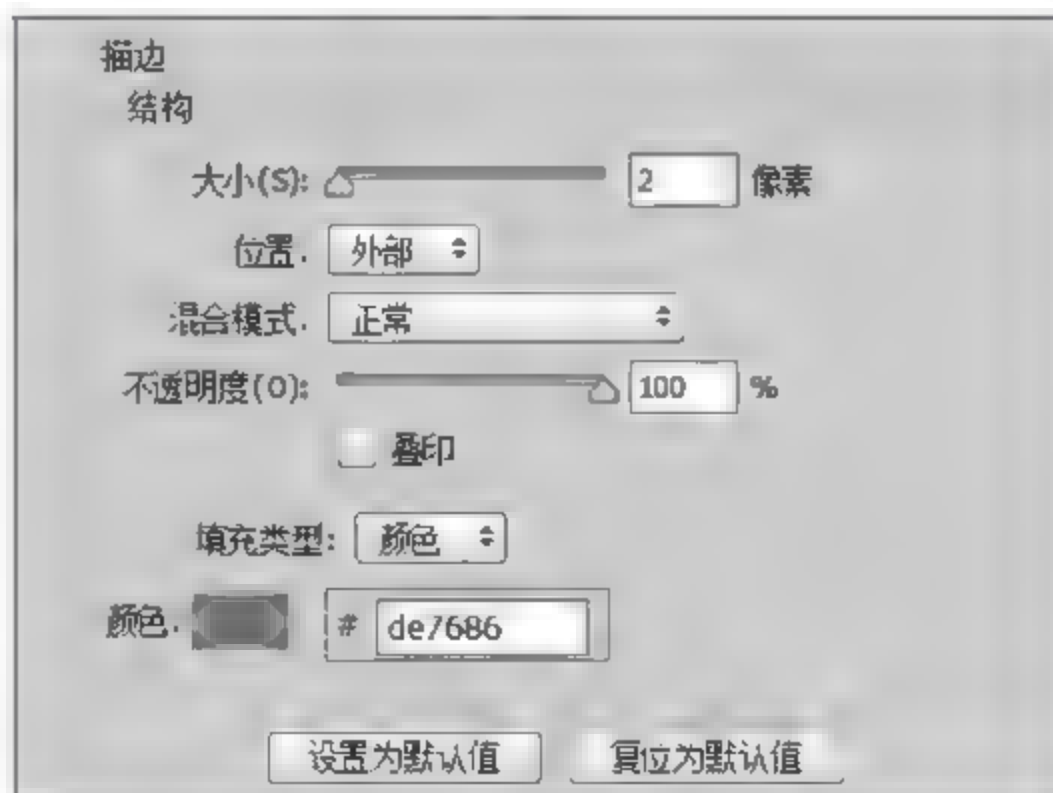 描边
结构
大小(S): 2 像素
位置: 外部
混合模式: 正常
不透明度(O): 100 %
叠印
填充类型: 颜色
颜色: # de7686
设置为默认值 复位为默认值